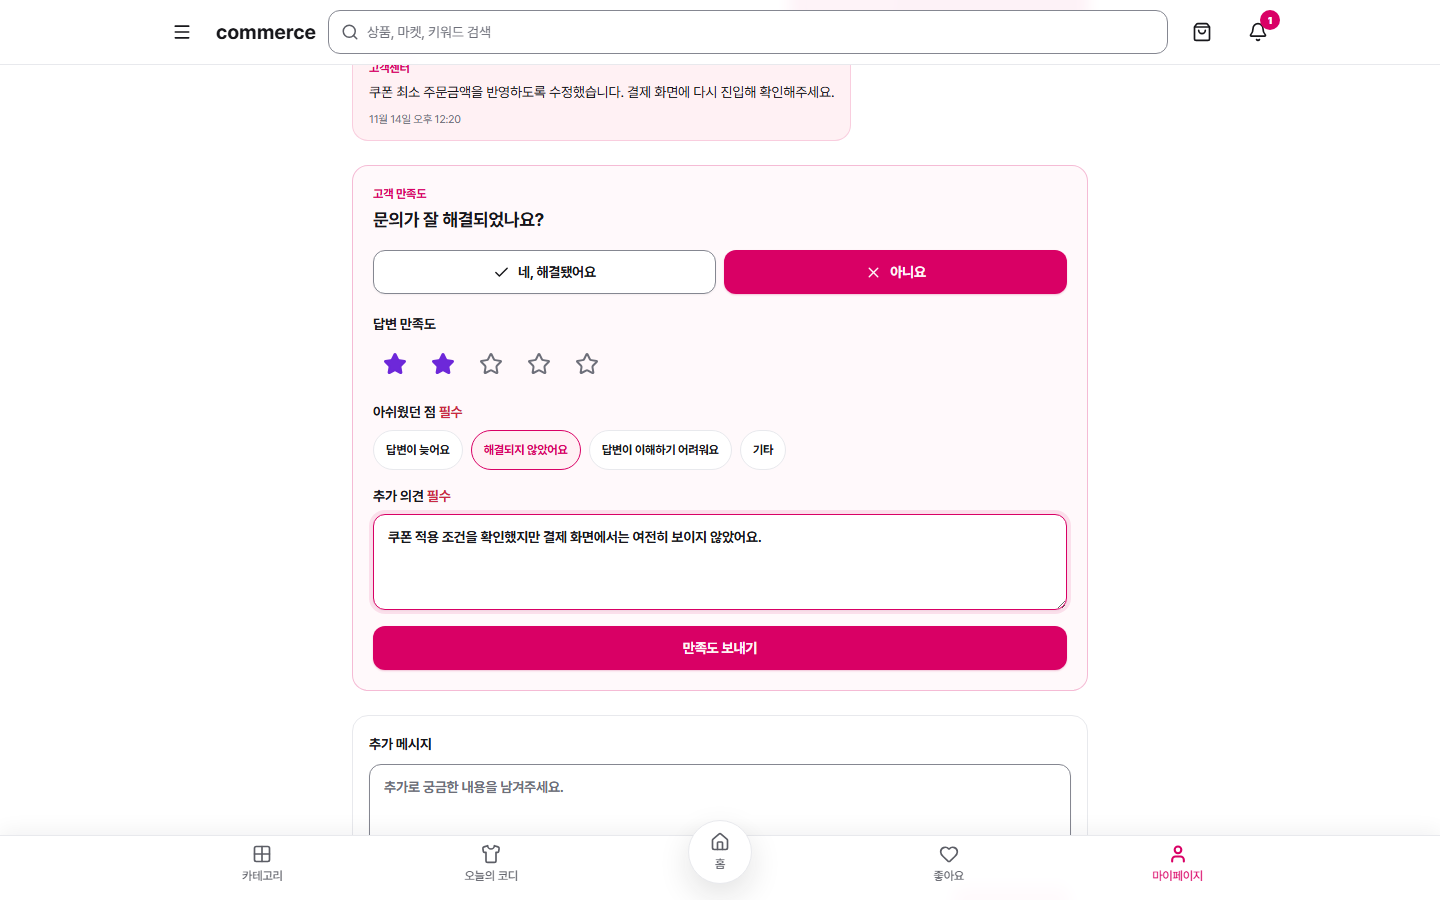 commerce
상품, 마켓, 키워드 검색
1
고객센터
쿠폰 최소 주문금액을 반영하도록 수정했습니다. 결제 화면에 다시 진입해 확인해주세요.
11월 14일 오후 12:20
고객 만족도
문의가 잘 해결되었나요?
네, 해결됐어요
아니요
답변 만족도
아쉬웠던 점 필수
답변이 늦어요
해결되지 않았어요
답변이 이해하기 어려워요
기타
추가 의견 필수
쿠폰 적용 조건을 확인했지만 결제 화면에서는 여전히 보이지 않았어요.
만족도 보내기
추가 메시지
추가로 궁금한 내용을 남겨주세요.
카테고리
오늘의 코디
홈
좋아요
마이페이지